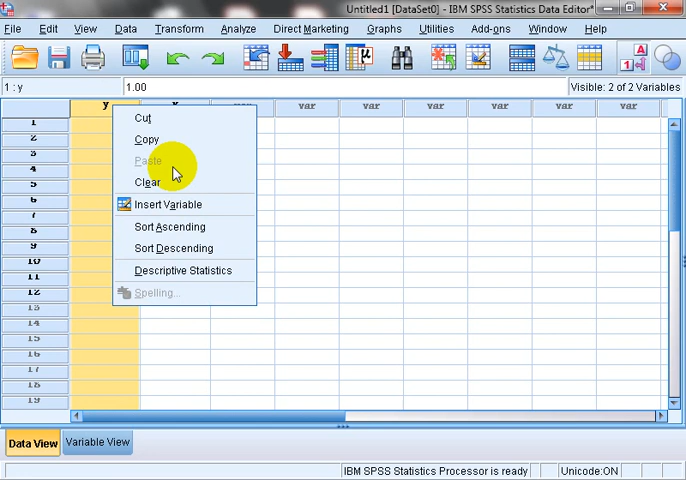 Untitled1 [DataSet0] - IBM SPSS Statistics Data Editor*
File Edit View Data Transform Analyze Direct Marketing Graphs Utilities Add-ons Window Help
1 : y 1.00 Visible: 2 of 2 Variables
y x var var var var var var var
1
2
3
4
5
6
7
8
9
10
11
12
13
14
15
16
17
18
19
Cut
Copy
Paste
Clear
Insert Variable
Sort Ascending
Sort Descending
Descriptive Statistics
Spelling...
Data View Variable View
IBM SPSS Statistics Processor is ready Unicode:ON